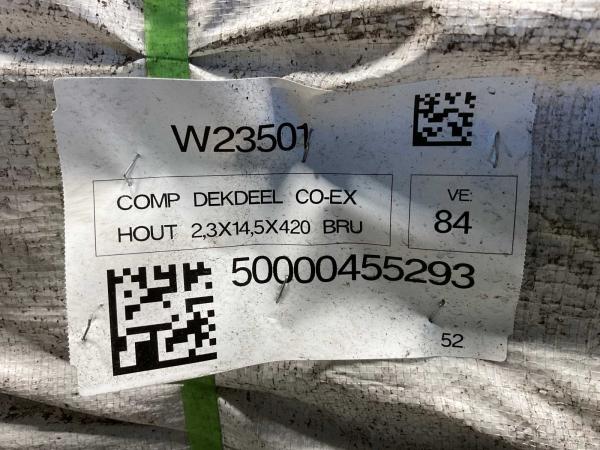 W23501
COMP DEKDEEL CO-EX
HOUT 2,3X14,5X420 BRU
VE:
84
50000455293
52